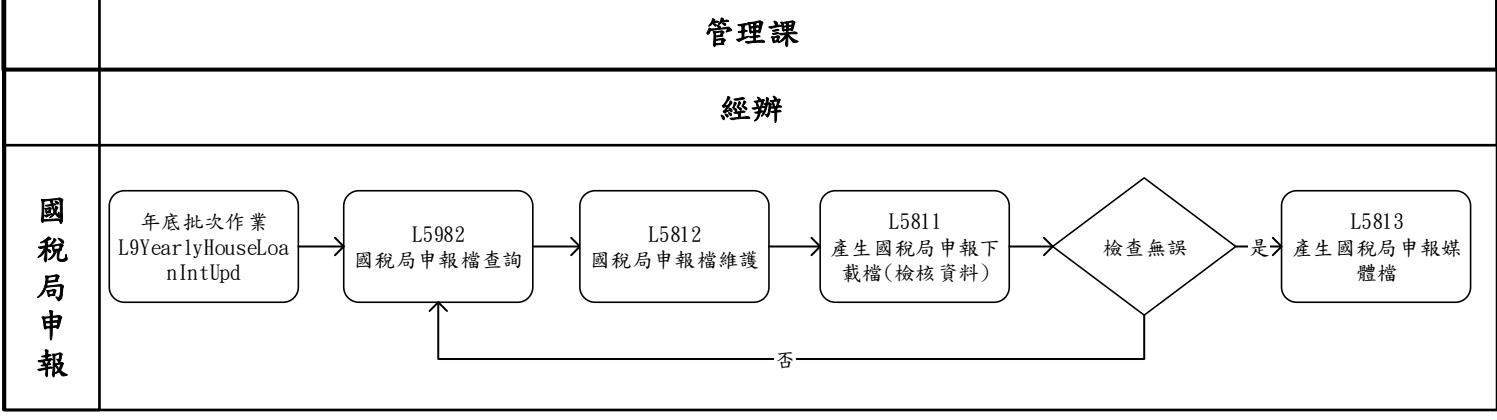 管理課
經辦
國稅局申報
年底批次作業
L9YearlyHouseLoa
nIntUpd
L5982
國稅局申報檔查詢
L5812
國稅局申報檔維護
L5811
產生國稅局申報下
載檔(檢核資料)
檢查無誤
是
L5813
產生國稅局申報媒
體檔
否